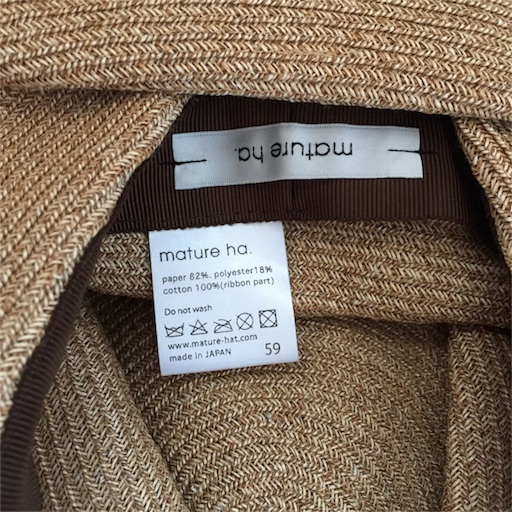 mature ha.
mature ha.
paper 82%. polyester18%
cotton 100%(ribbon part)
Do not wash
www.mature-hat.com
made in JAPAN 59